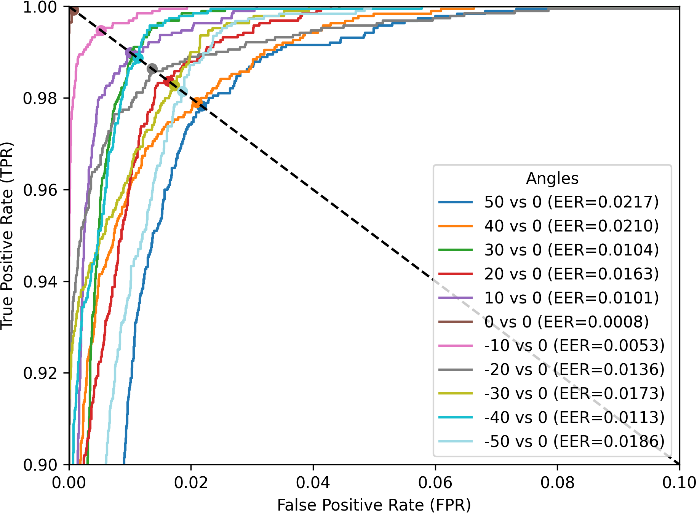 1.00
0.98
0.96
0.94
0.92
0.90
True Positive Rate (TPR)
Angles
50 vs 0 (EER=0.0217)
40 vs 0 (EER=0.0210)
30 vs 0 (EER=0.0104)
20 vs 0 (EER=0.0163)
10 vs 0 (EER=0.0101)
0 vs 0 (EER=0.0008)
-10 vs 0 (EER=0.0053)
-20 vs 0 (EER=0.0136)
-30 vs 0 (EER=0.0173)
-40 vs 0 (EER=0.0113)
-50 vs 0 (EER=0.0186)
0.00 0.02 0.04 0.06 0.08 0.10
False Positive Rate (FPR)